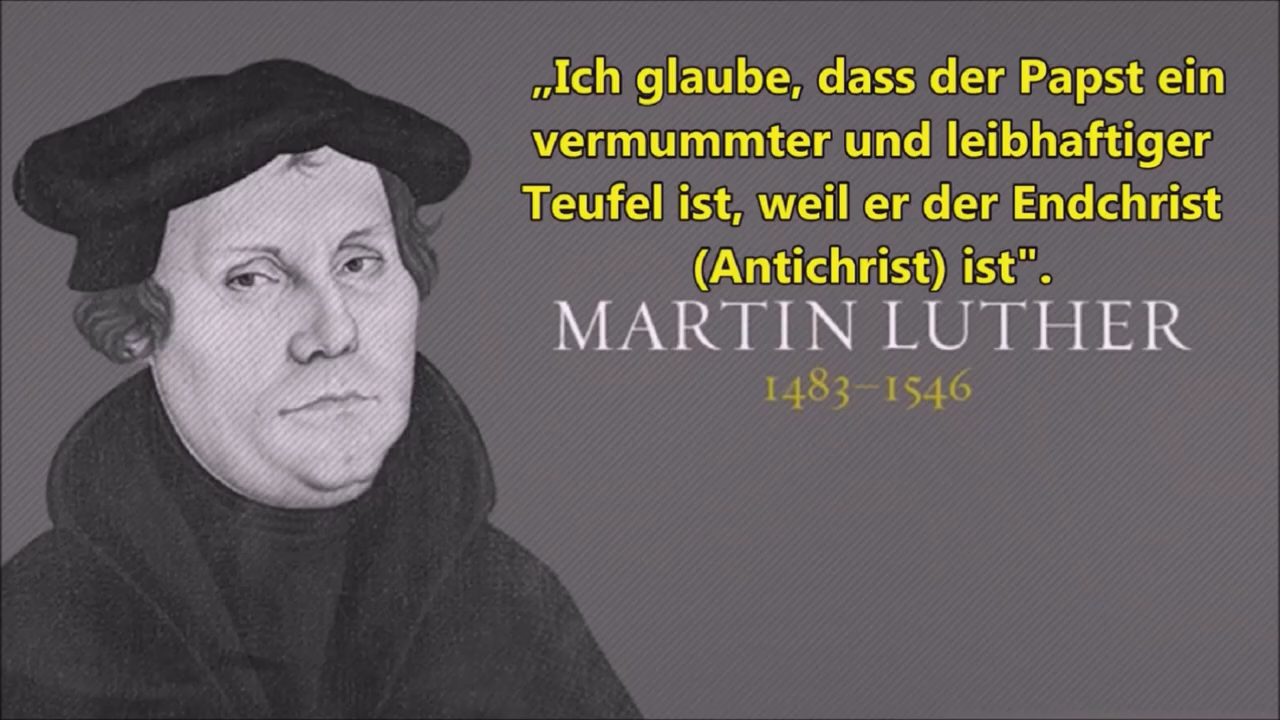 „Ich glaube, dass der Papst ein
vermummter und leibhaftiger
Teufel ist, weil er der Endchrist
(Antichrist) ist".
MARTIN LUTHER
1483–1546